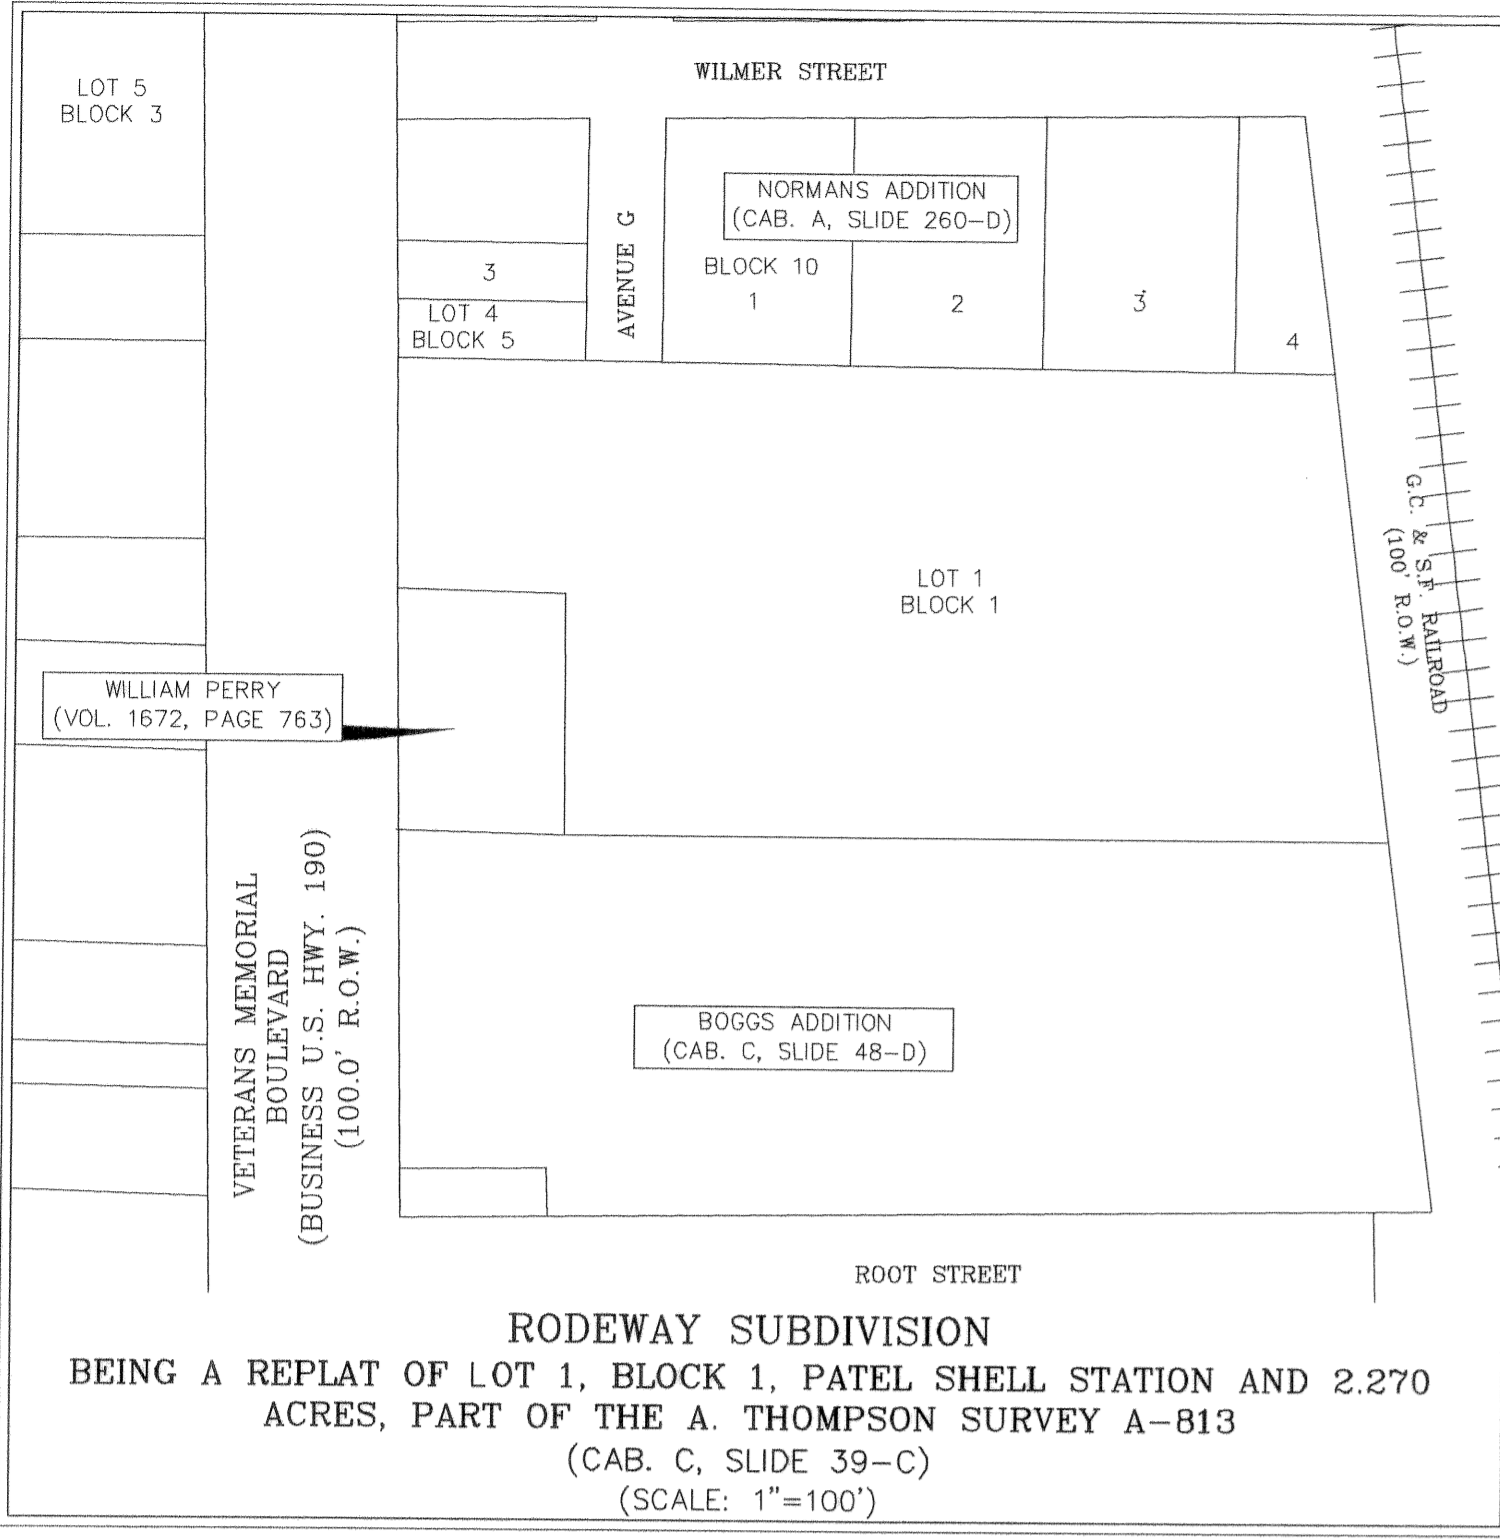 WILMER STREET
LOT 5
BLOCK 3
NORMANS ADDITION
(CAB. A, SLIDE 260-D)
AVENUE G
BLOCK 10
1
2
3
4
3
LOT 4
BLOCK 5
G.C. & S.F. RAILROAD
(100' R.O.W.)
LOT 1
BLOCK 1
WILLIAM PERRY
(VOL. 1672, PAGE 763)
VETERANS MEMORIAL
BOULEVARD
(BUSINESS U.S. HWY. 190)
(100.0' R.O.W.)
BOGGS ADDITION
(CAB. C, SLIDE 48-D)
ROOT STREET
RODEWAY SUBDIVISION
BEING A REPLAT OF LOT 1, BLOCK 1, PATEL SHELL STATION AND 2.270
ACRES, PART OF THE A. THOMPSON SURVEY A-813
(CAB. C, SLIDE 39-C)
(SCALE: 1"=100')